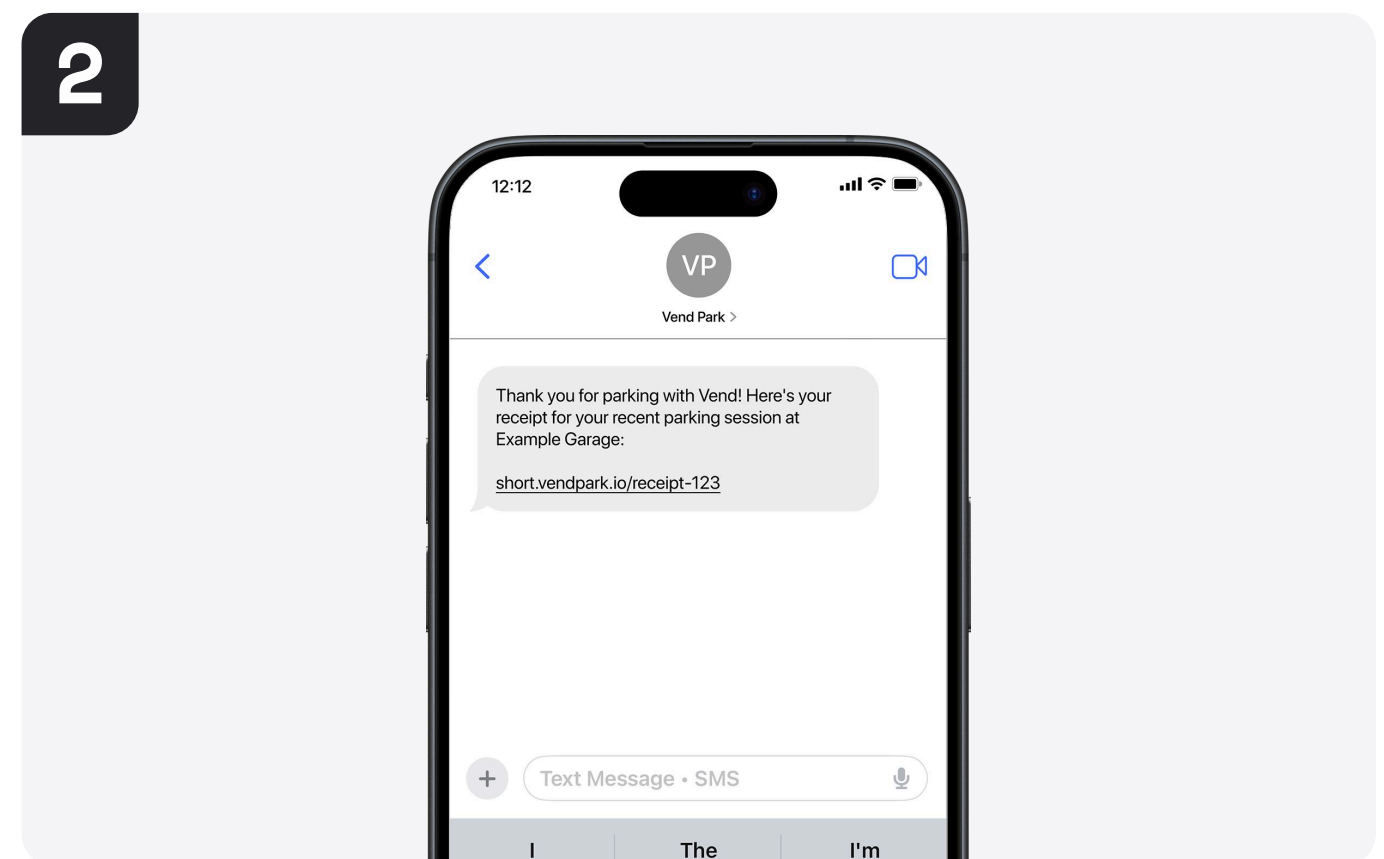 2
12:12
VP
Vend Park >
Thank you for parking with Vend! Here's your
receipt for your recent parking session at
Example Garage:
short.vendpark.io/receipt-123
Text Message • SMS
I The I'm